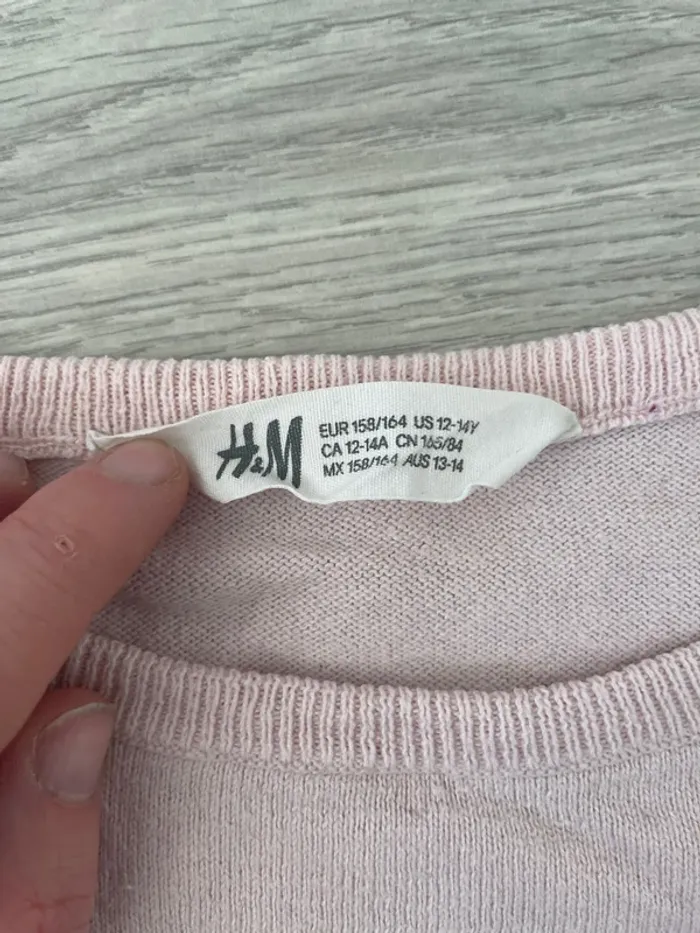 H&M
EUR 158/164 US 12-14Y
CA 12-14A CN 165/84
MX 158/164 AUS 13-14